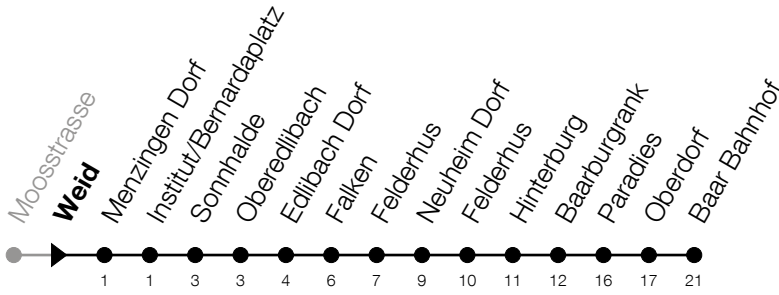 Moosstrasse
Weid
Menzingen Dorf
Institut/Bernardaplatz
Sonnhalde
Oberedlibach
Edlibach Dorf
Falken
Felderhus
Neuheim Dorf
Felderhus
Hinterburg
Baarburgrank
Paradies
Oberdorf
Baar Bahnhof
1 1 3 3 4 6 7 9 10 11 12 16 17 21